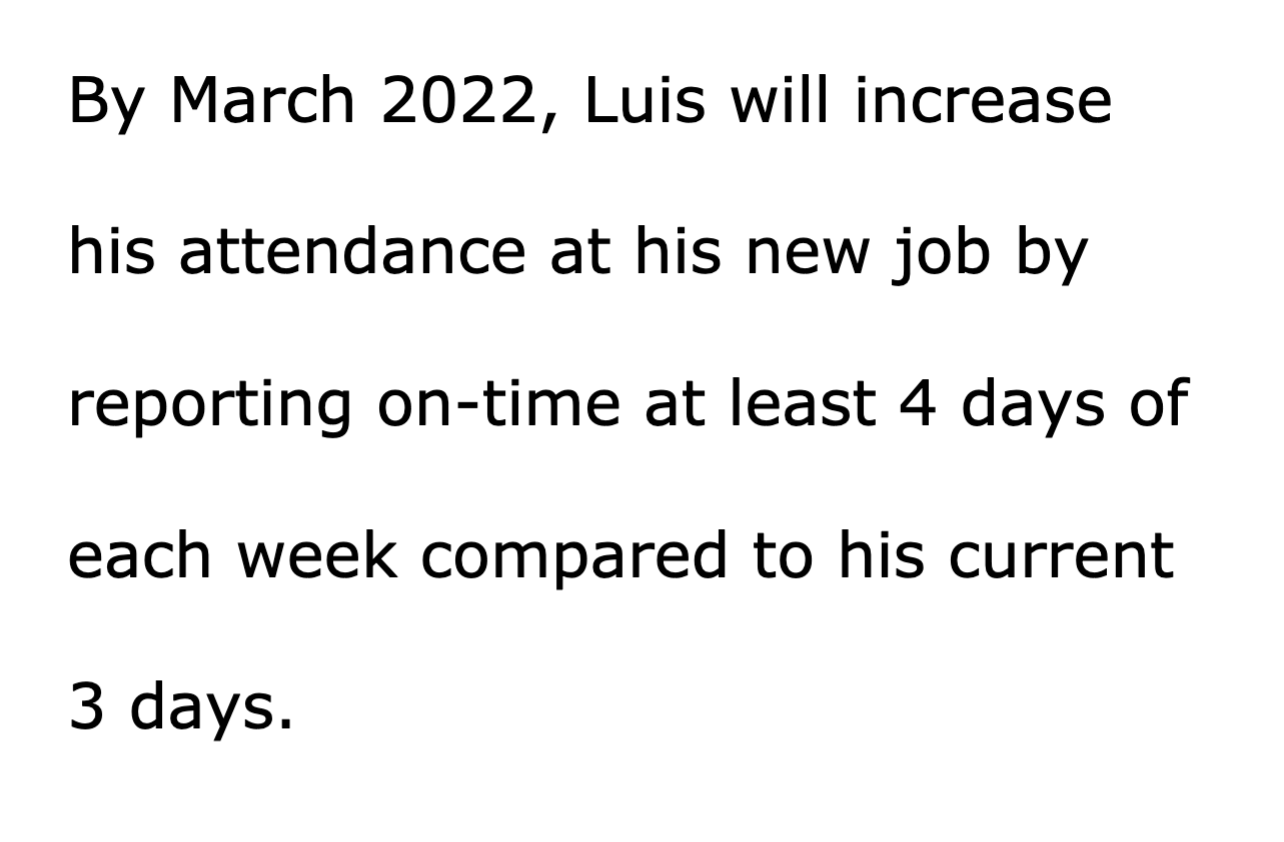 By March 2022, Luis will increase
his attendance at his new job by
reporting on-time at least 4 days of
each week compared to his current
3 days.